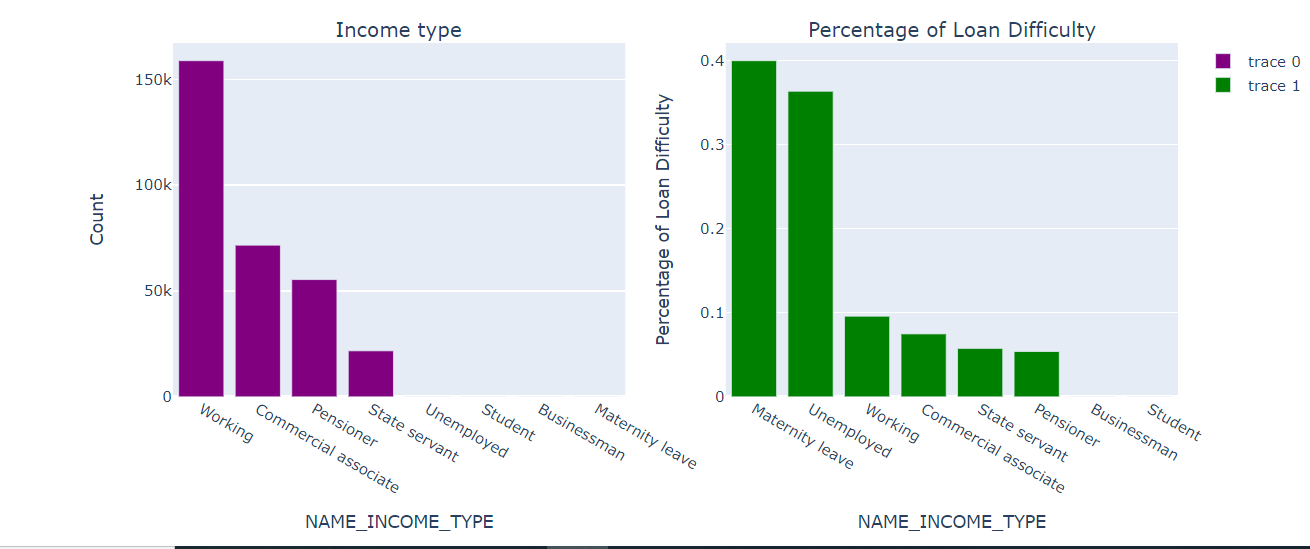 Income type
150k
100k
50k
0
Count
Working
Commercial associate
Pensioner
State servant
Unemployed
Student
Businessman
Maternity leave
NAME_INCOME_TYPE
Percentage of Loan Difficulty
0.4
0.3
0.2
0.1
0
Percentage of Loan Difficulty
Maternity leave
Unemployed
Working
Commercial associate
State servant
Pensioner
Businessman
Student
NAME_INCOME_TYPE
trace 0
trace 1